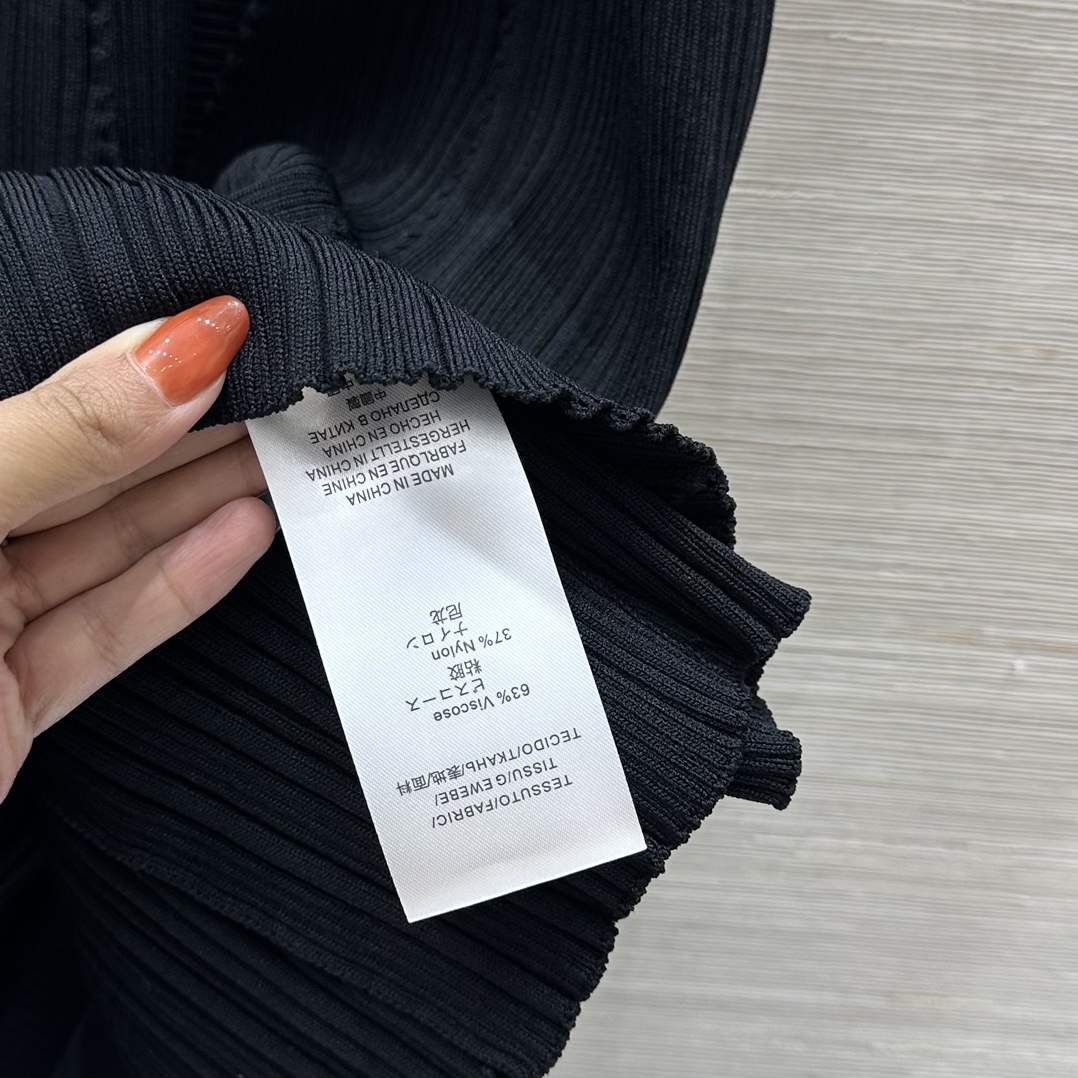 TESSUTO/FABRIC/
TISSU/G EWEBE/
TECIDO/ТКАНЬ/表地/面料
63% Viscose
ビスコース
粘胶
37% Nylon
ナイロン
尼龙
MADE IN CHINA
FABRLQUE EN CHINE
HERGESTELLT IN CHINA
HECHO EN CHINA
СДЕЛАНО В КИТАЕ
中國製